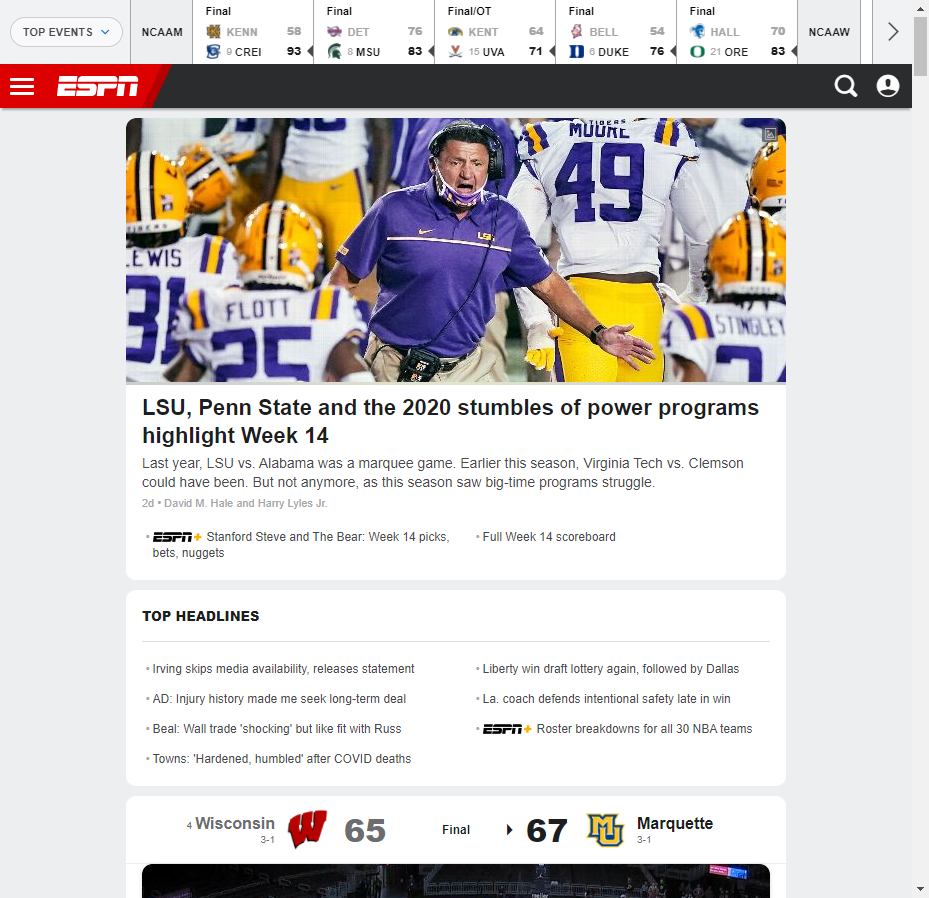 TOP EVENTS
NCAAM
Final
KENN 58
9 CREI 93
Final
DET 76
8 MSU 83
Final/OT
KENT 64
15 UVA 71
Final
BELL 54
6 DUKE 76
Final
HALL 70
21 ORE 83
NCAAW
ESPN
TIGERS
MOORE
49
LSU
TIGERS
LEWIS
31
FLOTT
25
STINGLEY
LSU, Penn State and the 2020 stumbles of power programs
highlight Week 14
Last year, LSU vs. Alabama was a marquee game. Earlier this season, Virginia Tech vs. Clemson
could have been. But not anymore, as this season saw big-time programs struggle.
2d • David M. Hale and Harry Lyles Jr.
• ESPN+ Stanford Steve and The Bear: Week 14 picks,
bets, nuggets
• Full Week 14 scoreboard
TOP HEADLINES
• Irving skips media availability, releases statement
• AD: Injury history made me seek long-term deal
• Beal: Wall trade 'shocking' but like fit with Russ
• Towns: 'Hardened, humbled' after COVID deaths
• Liberty win draft lottery again, followed by Dallas
• La. coach defends intentional safety late in win
• ESPN+ Roster breakdowns for all 30 NBA teams
4 Wisconsin
3-1
W
65
Final
67
MU
Marquette
3-1